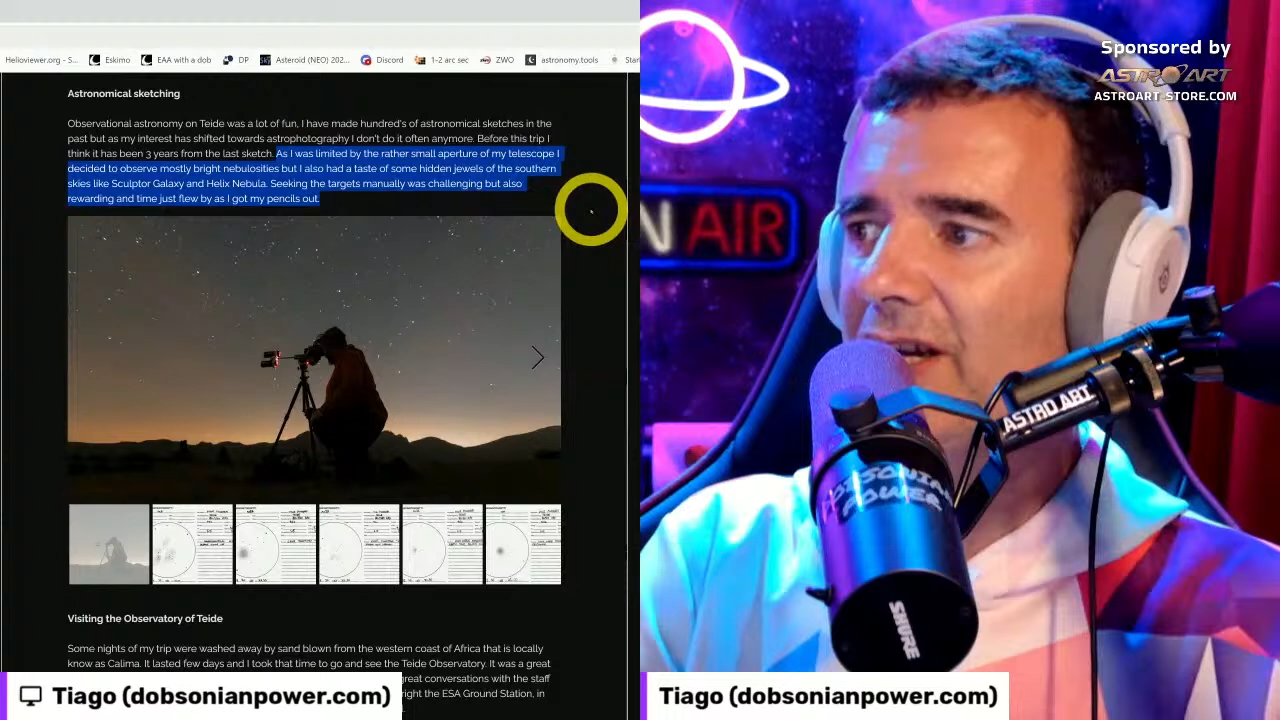 Helioviewer.org - S...
Eskimo
EAA with a dob
DP
Asteroid (NEO) 202...
Discord
1-2 arc sec
ZWO
astronomy.tools
Astronomical sketching
Observational astronomy on Teide was a lot of fun, I have made hundred's of astronomical sketches in the
past but as my interest has shifted towards astrophotography I don't do it often anymore. Before this trip I
think it has been 3 years from the last sketch. As I was limited by the rather small aperture of my telescope I
decided to observe mostly bright nebulosities but I also had a taste of some hidden jewels of the southern
skies like Sculptor Galaxy and Helix Nebula. Seeking the targets manually was challenging but also
rewarding and time just flew by as I got my pencils out.
Visiting the Observatory of Teide
Some nights of my trip were washed away by sand blown from the western coast of Africa that is locally
know as Calima. It lasted few days and I took that time to go and see the Teide Observatory. It was a great
great conversations with the staff
right the ESA Ground Station, in
Tiago (dobsonianpower.com)
Sponsored by
ASTROART
ASTROART-STORE.COM
N AIR
ASTRO.ABI
DOBSONIAN
POWER
SHURE
Tiago (dobsonianpower.com)